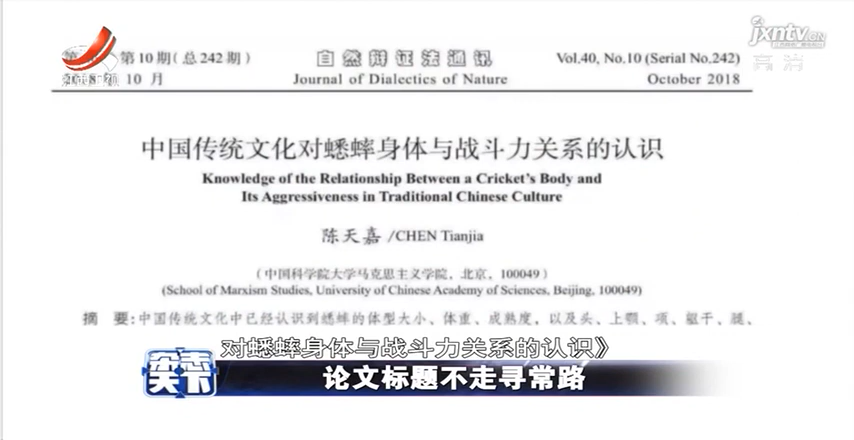 jxntv.CN
高清
第10期（总242期）
10月
自然辩证法通讯
Journal of Dialectics of Nature
Vol.40, No.10 (Serial No.242)
October 2018
中国传统文化对蟋蟀身体与战斗力关系的认识
Knowledge of the Relationship Between a Cricket's Body and
Its Aggressiveness in Traditional Chinese Culture
陈天嘉 /CHEN Tianjia
（中国科学院大学马克思主义学院，北京，100049）
(School of Marxism Studies, University of Chinese Academy of Sciences, Beijing, 100049)
摘 要：中国传统文化中已经认识到蟋蟀的体型大小、体重、成熟度，以及头、上颚、项、躯干、腿、
对蟋蟀身体与战斗力关系的认识》
论文标题不走寻常路